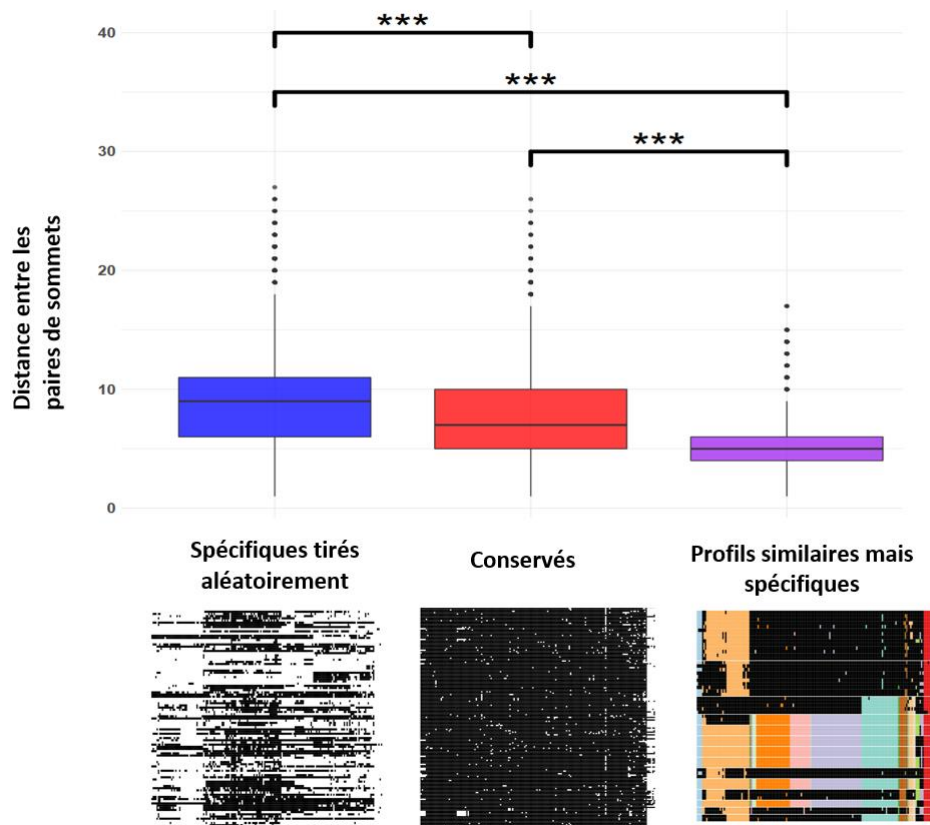 40
***
***
30
***
20
10
0
Distance entre les
paires de sommets
Spécifiques tirés
aléatoirement
Conservés
Profils similaires mais
spécifiques